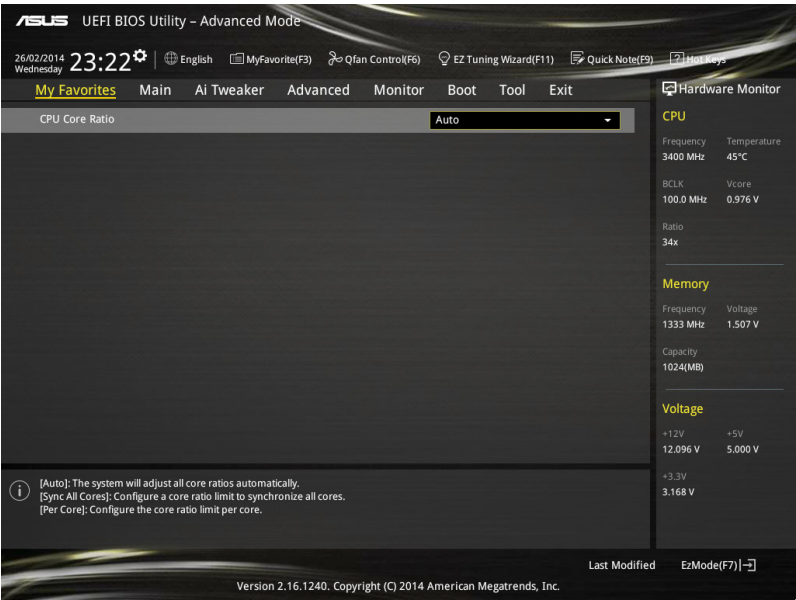 ASUS UEFI BIOS Utility – Advanced Mode
26/02/2014
Wednesday
23:22
English
MyFavorite(F3)
Qfan Control(F6)
EZ Tuning Wizard(F11)
Quick Note(F9)
? Hot Keys
My Favorites Main Ai Tweaker Advanced Monitor Boot Tool Exit
CPU Core Ratio Auto
[Auto]: The system will adjust all core ratios automatically.
[Sync All Cores]: Configure a core ratio limit to synchronize all cores.
[Per Core]: Configure the core ratio limit per core.
Hardware Monitor
CPU
Frequency Temperature
3400 MHz 45°C
BCLK Vcore
100.0 MHz 0.976 V
Ratio
34x
Memory
Frequency Voltage
1333 MHz 1.507 V
Capacity
1024(MB)
Voltage
+12V +5V
12.096 V 5.000 V
+3.3V
3.168 V
Last Modified EzMode(F7)
Version 2.16.1240. Copyright (C) 2014 American Megatrends, Inc.